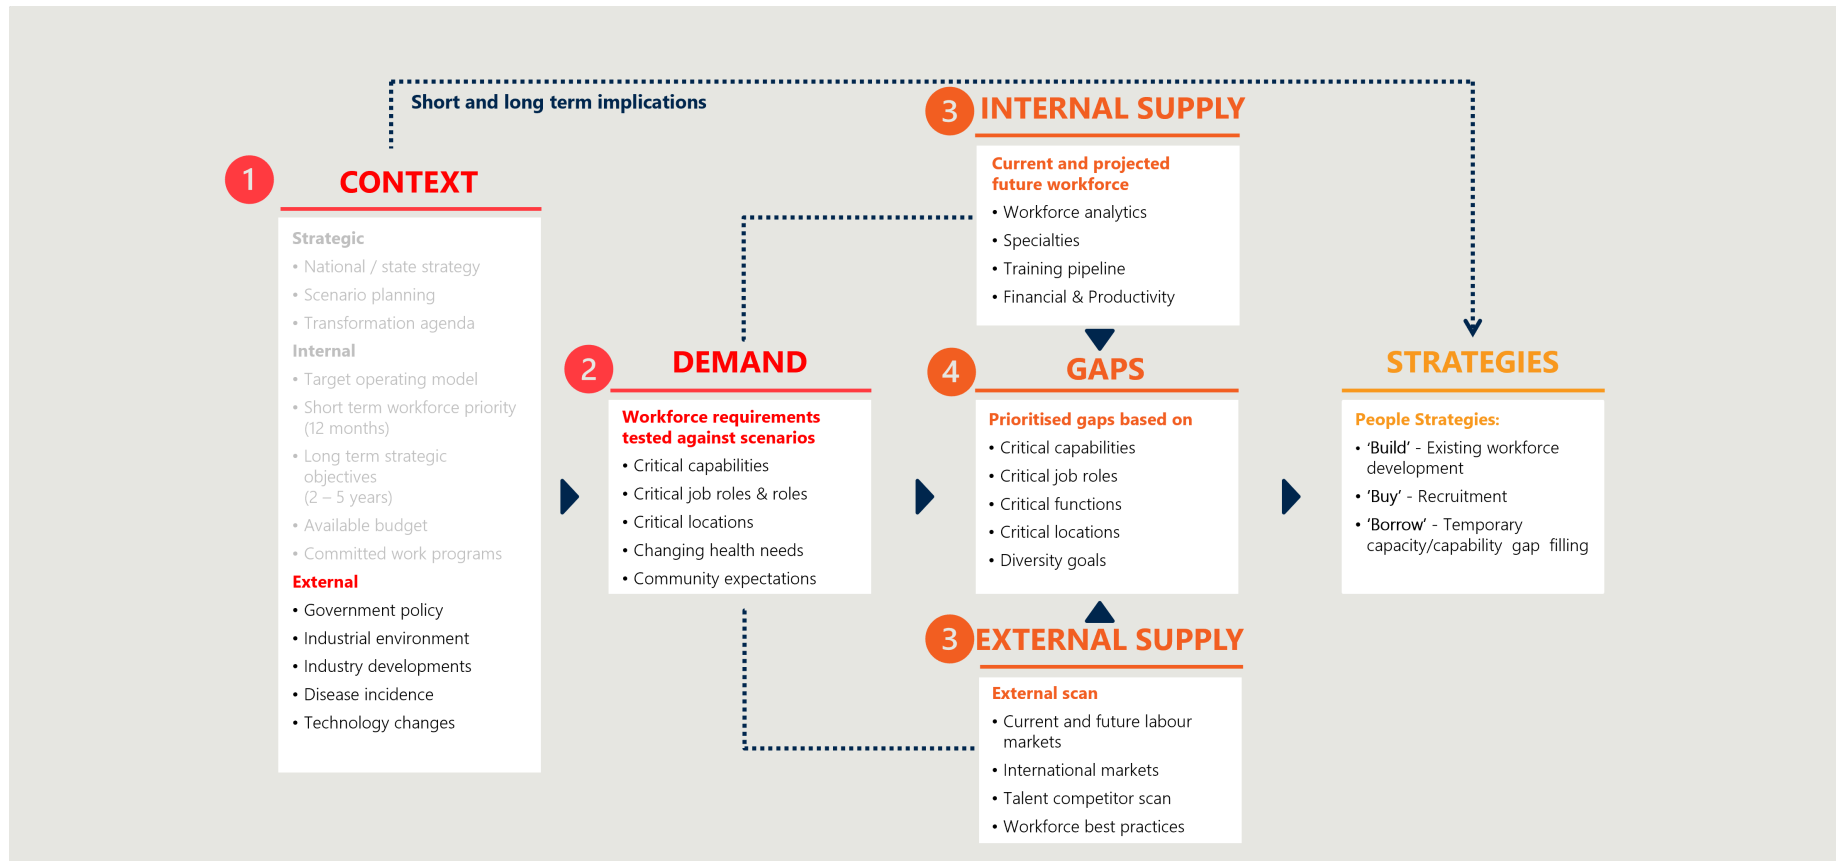 Short and long term implications
1
CONTEXT
Strategic
• National / state strategy
• Scenario planning
• Transformation agenda
Internal
• Target operating model
• Short term workforce priority
(12 months)
• Long term strategic
objectives
(2 – 5 years)
• Available budget
• Committed work programs
External
• Government policy
• Industrial environment
• Industry developments
• Disease incidence
• Technology changes
2
DEMAND
Workforce requirements
tested against scenarios
• Critical capabilities
• Critical job roles & roles
• Critical locations
• Changing health needs
• Community expectations
3
INTERNAL SUPPLY
Current and projected
future workforce
• Workforce analytics
• Specialties
• Training pipeline
• Financial & Productivity
4
GAPS
Prioritised gaps based on
• Critical capabilities
• Critical job roles
• Critical functions
• Critical locations
• Diversity goals
3
EXTERNAL SUPPLY
External scan
• Current and future labour
markets
• International markets
• Talent competitor scan
• Workforce best practices
STRATEGIES
People Strategies:
• ‘Build’ - Existing workforce
development
• ‘Buy’ - Recruitment
• ‘Borrow’ - Temporary
capacity/capability gap filling